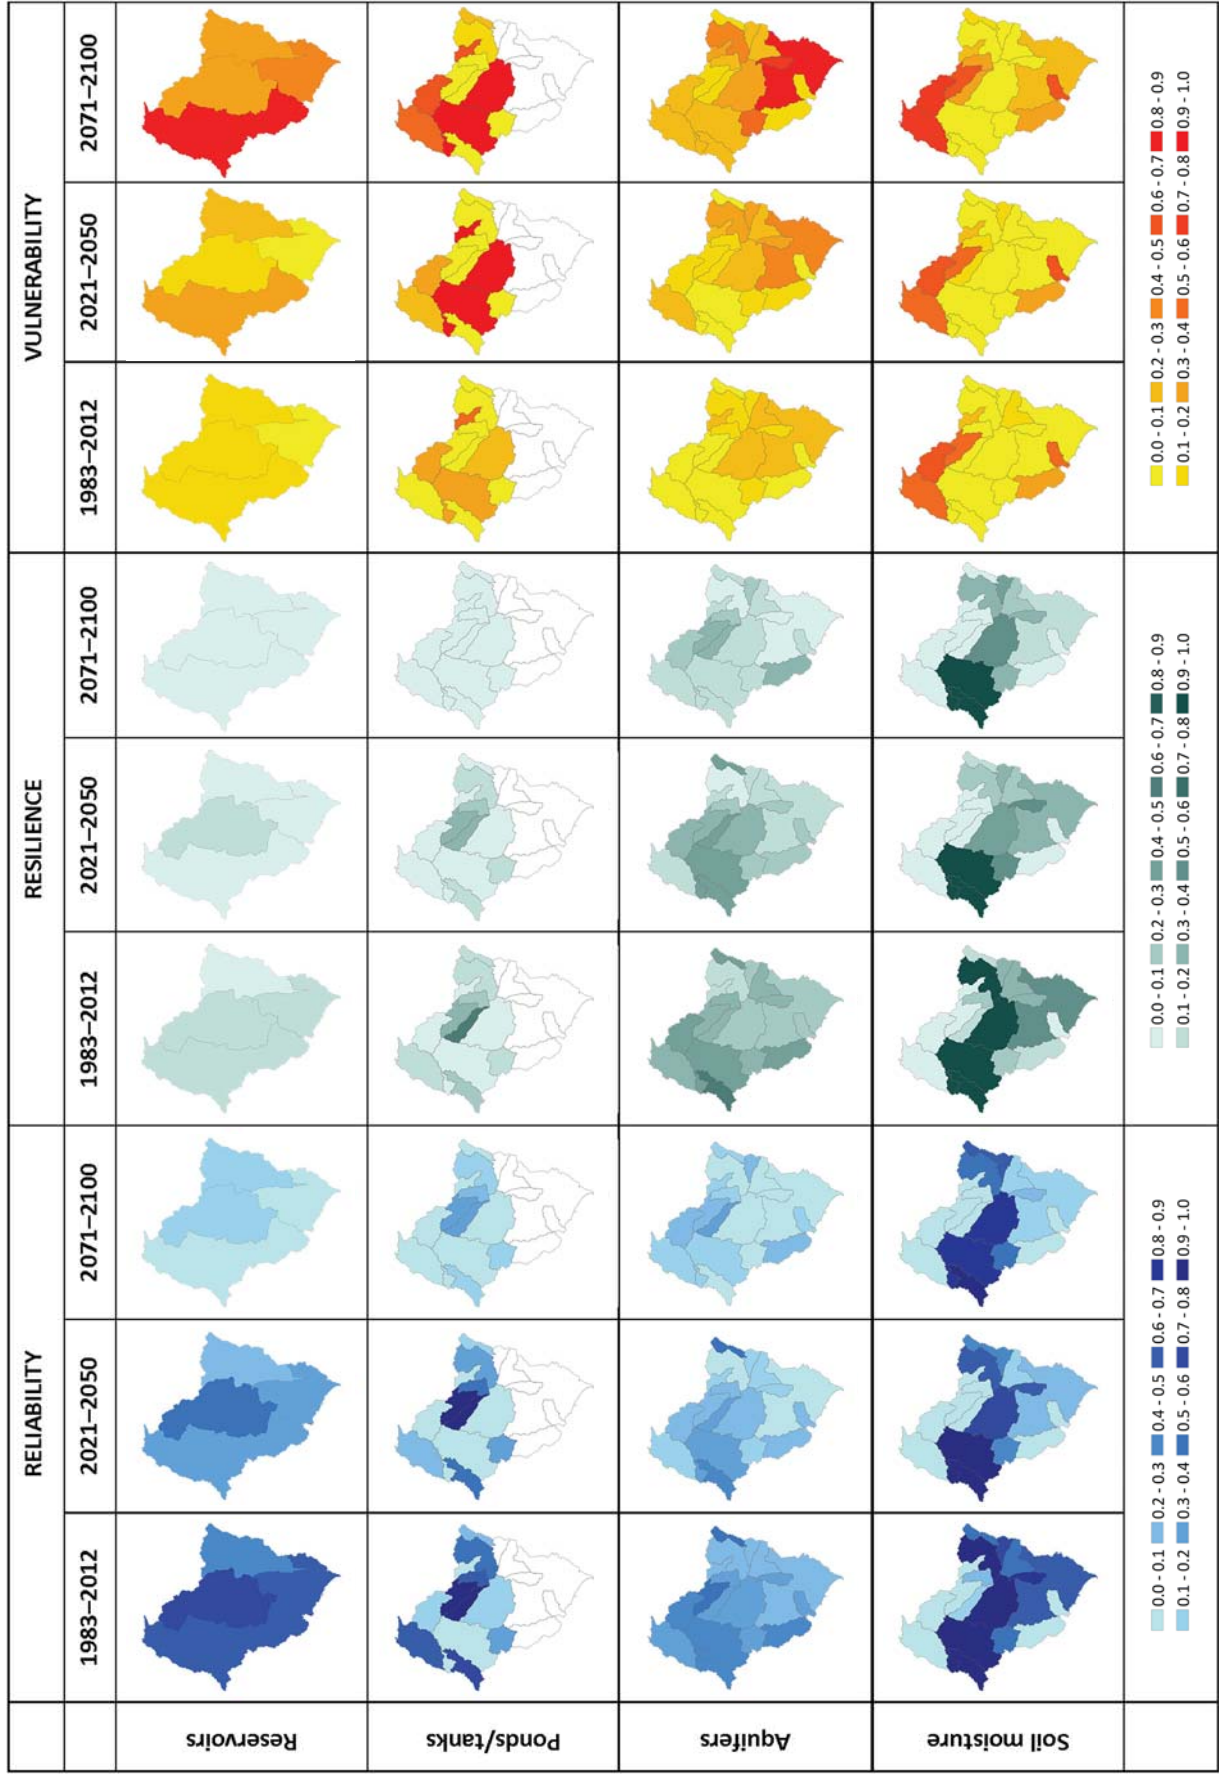 RELIABILITY RESILIENCE VULNERABILITY
1983–2012 2021–2050 2071–2100 1983–2012 2021–2050 2071–2100 1983–2012 2021–2050 2071–2100
Reservoirs
Ponds/tanks
Aquifers
Soil moisture
0.0 - 0.1 0.2 - 0.3 0.4 - 0.5 0.6 - 0.7 0.8 - 0.9
0.1 - 0.2 0.3 - 0.4 0.5 - 0.6 0.7 - 0.8 0.9 - 1.0
0.0 - 0.1 0.2 - 0.3 0.4 - 0.5 0.6 - 0.7 0.8 - 0.9
0.1 - 0.2 0.3 - 0.4 0.5 - 0.6 0.7 - 0.8 0.9 - 1.0
0.0 - 0.1 0.2 - 0.3 0.4 - 0.5 0.6 - 0.7 0.8 - 0.9
0.1 - 0.2 0.3 - 0.4 0.5 - 0.6 0.7 - 0.8 0.9 - 1.0